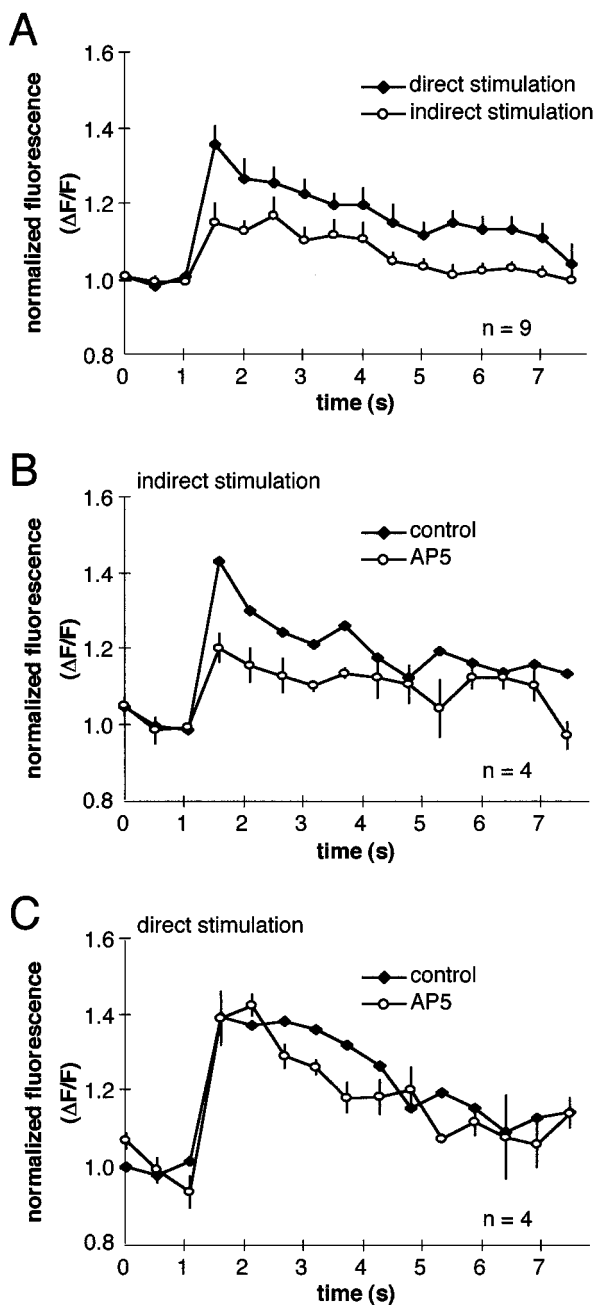 A
normalized fluorescence
(ΔF/F)
1.6
1.4
1.2
1.0
0.8
direct stimulation
indirect stimulation
n = 9
0 1 2 3 4 5 6 7
time (s)
B
indirect stimulation
normalized fluorescence
(ΔF/F)
1.6
1.4
1.2
1.0
0.8
control
AP5
n = 4
0 1 2 3 4 5 6 7
time (s)
C
direct stimulation
normalized fluorescence
(ΔF/F)
1.6
1.4
1.2
1.0
0.8
control
AP5
n = 4
0 1 2 3 4 5 6 7
time (s)